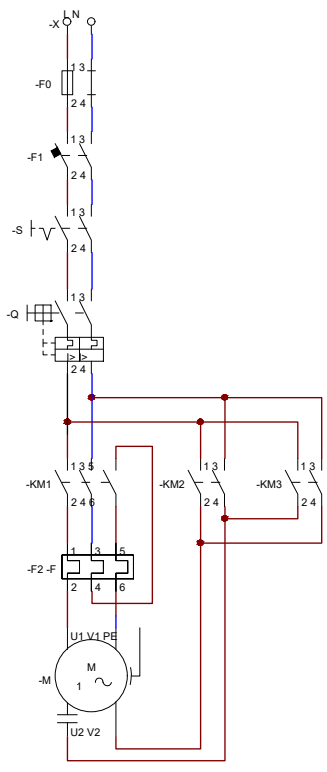 L N
-X
1 3
-F0
2 4
1 3
-F1
2 4
1 3
-S
2 4
1 3
-Q
I> I>
2 4
1 3 5
-KM1
2 4 6
1 3
-KM2
2 4
1 3
-KM3
2 4
1 3 5
-F2 -F
2 4 6
U1 V1 PE
M
-M
1
U2 V2